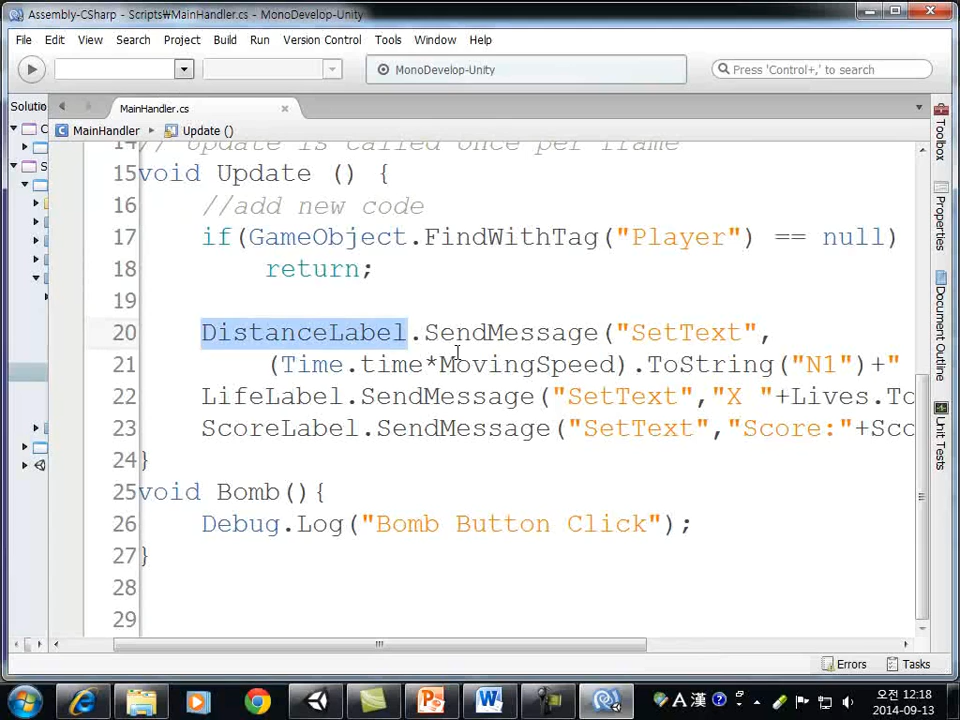 Assembly-CSharp - Scripts₩MainHandler.cs - MonoDevelop-Unity
File Edit View Search Project Build Run Version Control Tools Window Help
MonoDevelop-Unity
Press 'Control+,' to search
Solutio
MainHandler.cs
MainHandler
Update ()
C
S
14// Update is called once per frame
15void Update () {
16 //add new code
17 if(GameObject.FindWithTag("Player") == null)
18 return;
19
20 DistanceLabel.SendMessage("SetText",
21 (Time.time*MovingSpeed).ToString("N1")+"
22 LifeLabel.SendMessage("SetText","X "+Lives.To
23 ScoreLabel.SendMessage("SetText","Score:"+Sco
24}
25void Bomb(){
26 Debug.Log("Bomb Button Click");
27}
28
29
Toolbox
Properties
Document Outline
Unit Tests
Errors
Tasks
A 漢
오전 12:18
2014-09-13